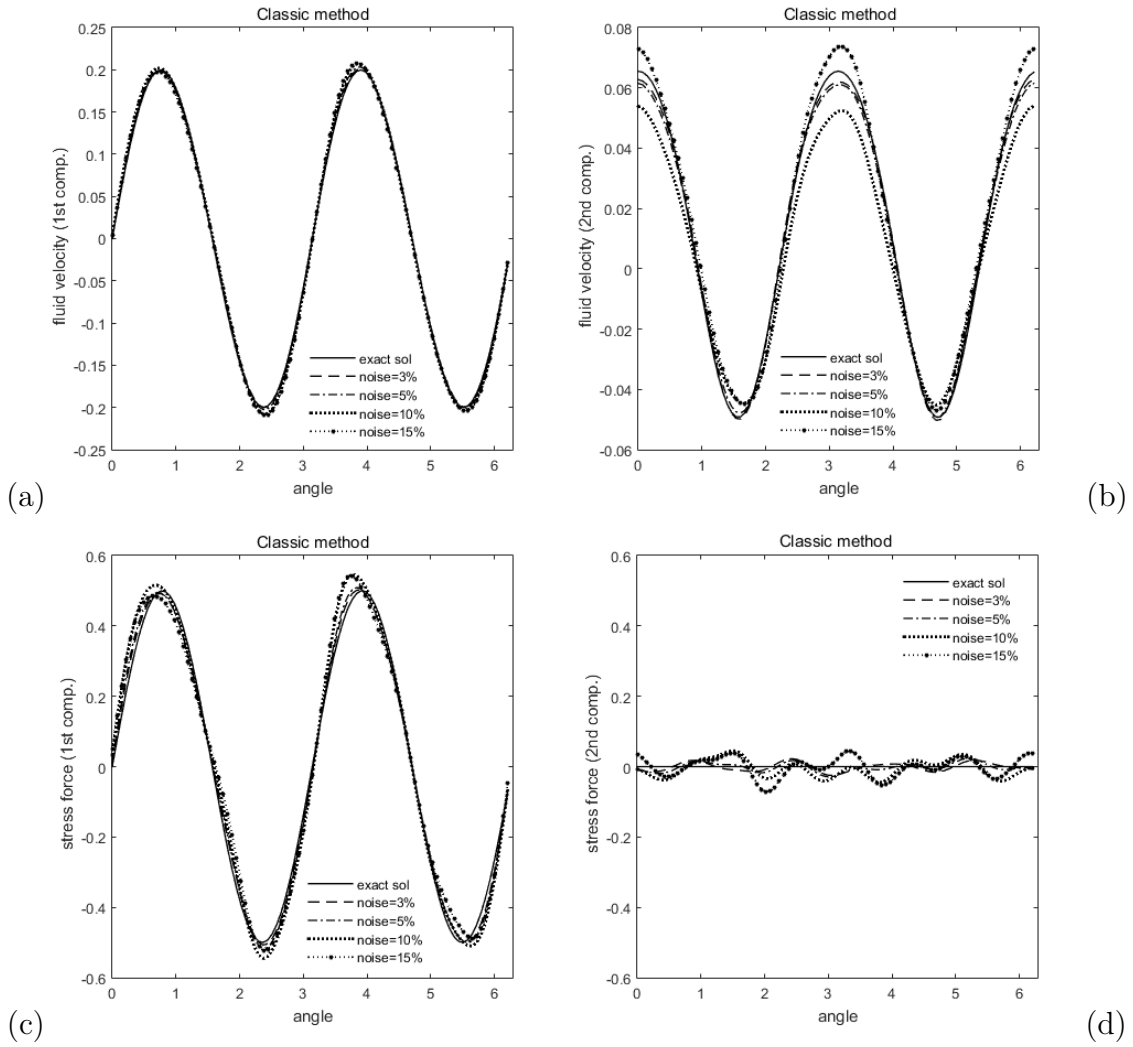 Classic method
0.25
0.2
0.15
0.1
0.05
0
-0.05
-0.1
-0.15
-0.2
-0.25
fluid velocity (1st comp.)
exact sol
noise=3%
noise=5%
noise=10%
noise=15%
0 1 2 3 4 5 6
angle
(a)
Classic method
0.08
0.06
0.04
0.02
0
-0.02
-0.04
-0.06
fluid velocity (2nd comp.)
exact sol
noise=3%
noise=5%
noise=10%
noise=15%
0 1 2 3 4 5 6
angle
(b)
Classic method
0.6
0.4
0.2
0
-0.2
-0.4
-0.6
stress force (1st comp.)
exact sol
noise=3%
noise=5%
noise=10%
noise=15%
0 1 2 3 4 5 6
angle
(c)
Classic method
0.6
0.4
0.2
0
-0.2
-0.4
-0.6
stress force (2nd comp.)
exact sol
noise=3%
noise=5%
noise=10%
noise=15%
0 1 2 3 4 5 6
angle
(d)